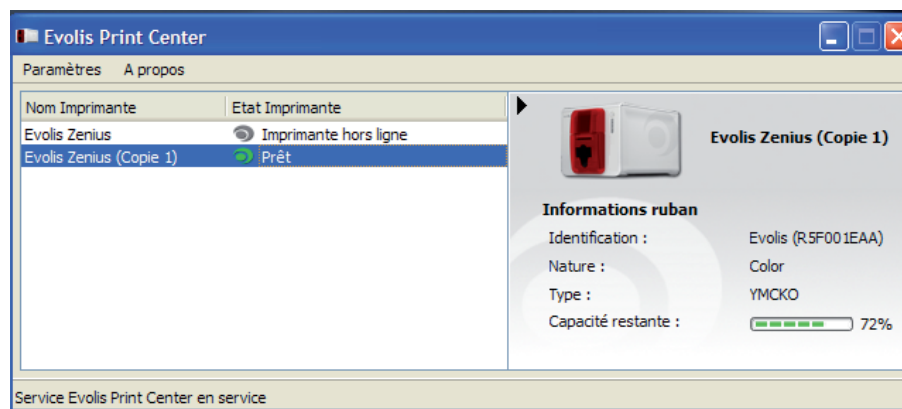 Evolis Print Center
Paramètres A propos
Nom Imprimante Etat Imprimante
Evolis Zenius Imprimante hors ligne
Evolis Zenius (Copie 1) Prêt
Evolis Zenius (Copie 1)
Informations ruban
Identification : Evolis (R5F001EAA)
Nature : Color
Type : YMCKO
Capacité restante : 72%
Service Evolis Print Center en service